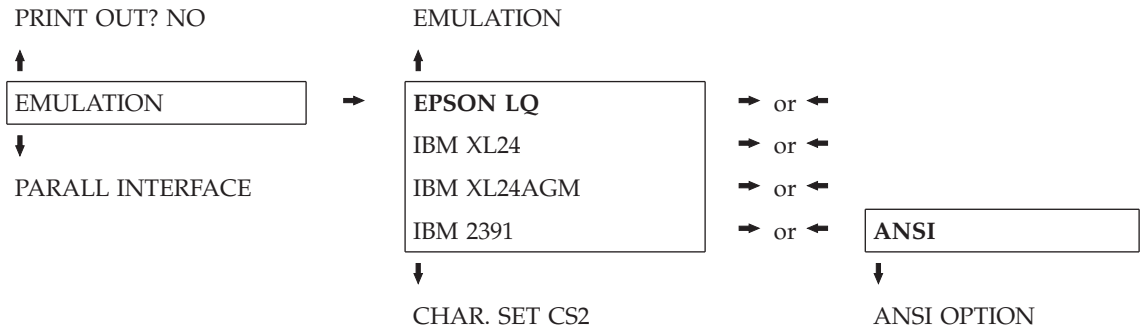 PRINT OUT? NO EMULATION
EMULATION EPSON LQ or
IBM XL24 or
PARALL INTERFACE IBM XL24AGM or
IBM 2391 or ANSI
CHAR. SET CS2 ANSI OPTION